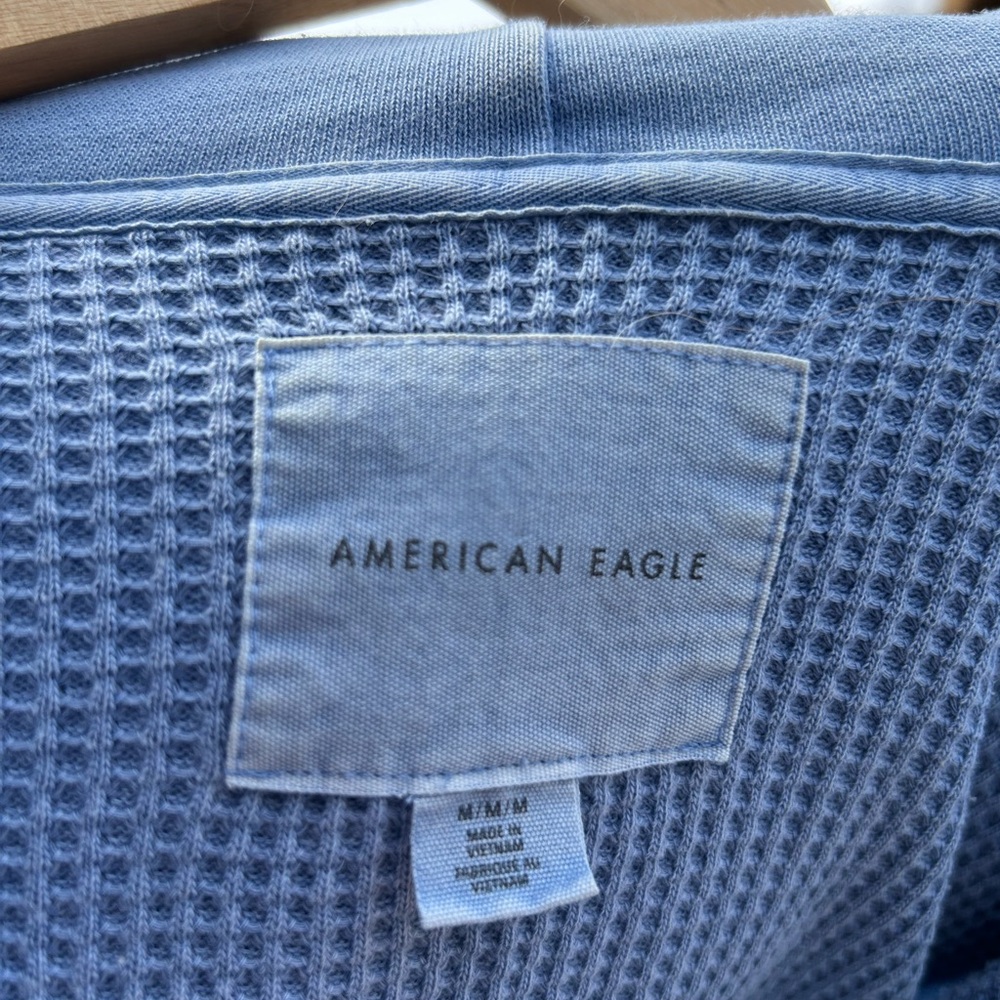 AMERICAN EAGLE
M/M/M
MADE IN
VIETNAM
FABRIQUÉ AU
VIETNAM